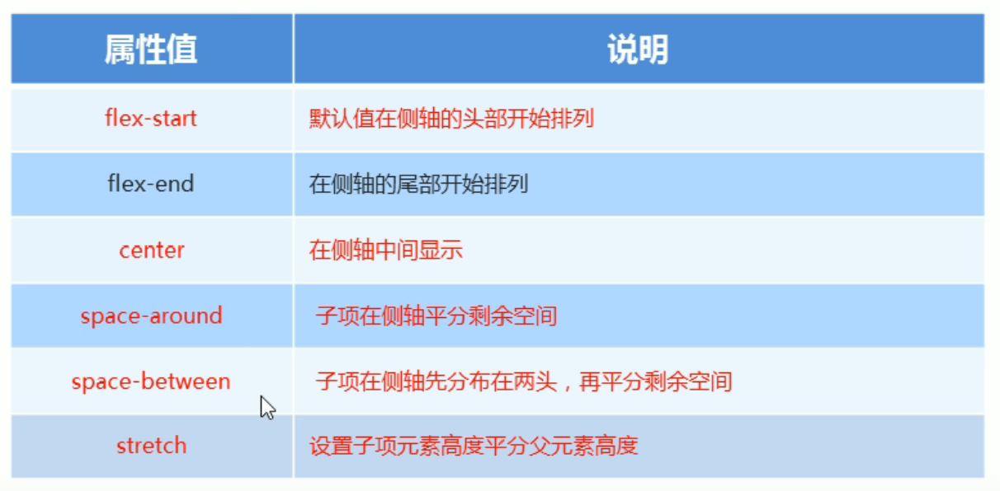 属性值 说明
flex-start 默认值在侧轴的头部开始排列
flex-end 在侧轴的尾部开始排列
center 在侧轴中间显示
space-around 子项在侧轴平分剩余空间
space-between 子项在侧轴先分布在两头，再平分剩余空间
stretch 设置子项元素高度平分父元素高度